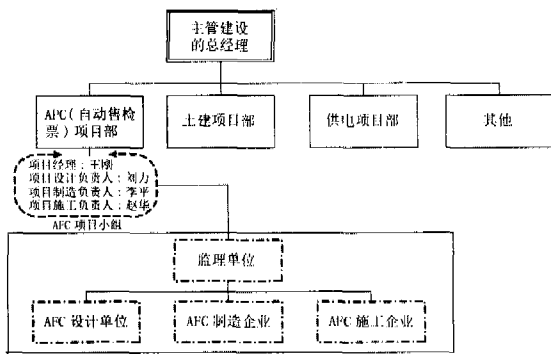 主管建设
的总经理
APC(自动售检
票)项目部
土建项目部
供电项目部
其他
项目经理：王刚
项目设计负责人：刘力
项目制造负责人：李平
项目施工负责人：赵华
AFC 项目小组
监理单位
AFC 设计单位
AFC 制造企业
AFC 施工企业